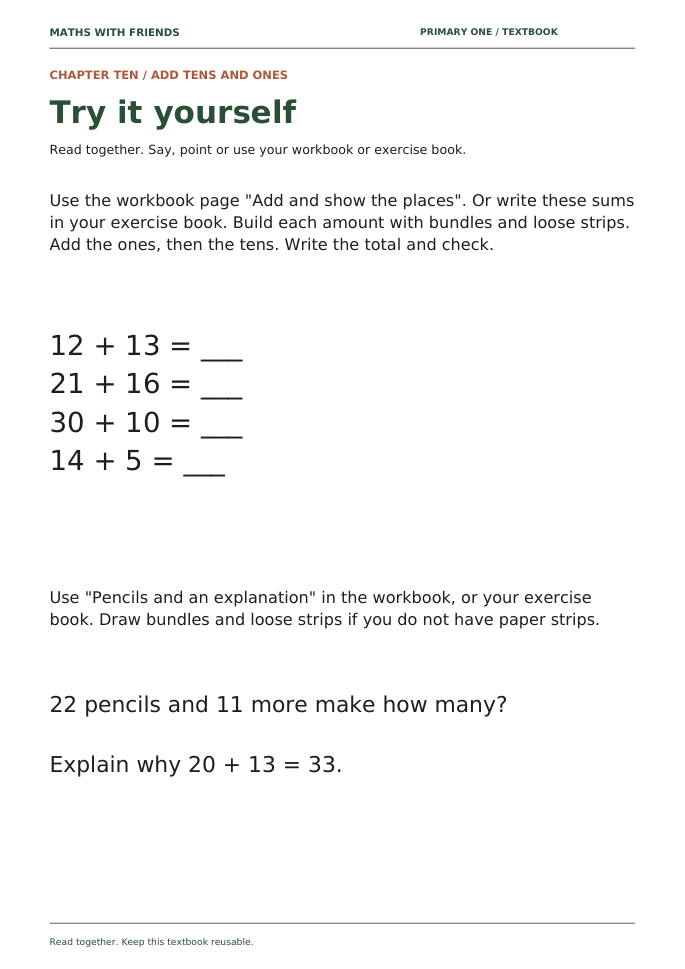 MATHS WITH FRIENDS
PRIMARY ONE / TEXTBOOK
CHAPTER TEN / ADD TENS AND ONES
Try it yourself
Read together. Say, point or use your workbook or exercise book.
Use the workbook page "Add and show the places". Or write these sums
in your exercise book. Build each amount with bundles and loose strips.
Add the ones, then the tens. Write the total and check.
12 + 13 = ___
21 + 16 = ___
30 + 10 = ___
14 + 5 = ___
Use "Pencils and an explanation" in the workbook, or your exercise
book. Draw bundles and loose strips if you do not have paper strips.
22 pencils and 11 more make how many?
Explain why 20 + 13 = 33.
Read together. Keep this textbook reusable.